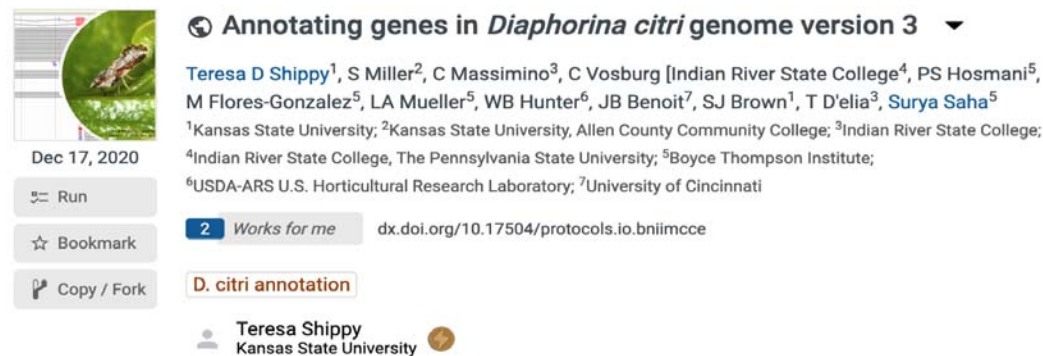 Annotating genes in Diaphorina citri genome version 3
Teresa D Shippy¹, S Miller², C Massimino³, C Vosburg [Indian River State College⁴, PS Hosmani⁵,
M Flores-Gonzalez⁵, LA Mueller⁵, WB Hunter⁶, JB Benoit⁷, SJ Brown¹, T D'elia³, Surya Saha⁵
¹Kansas State University; ²Kansas State University, Allen County Community College; ³Indian River State College;
⁴Indian River State College, The Pennsylvania State University; ⁵Boyce Thompson Institute;
⁶USDA-ARS U.S. Horticultural Research Laboratory; ⁷University of Cincinnati
Dec 17, 2020
Run
Bookmark
Copy / Fork
2 Works for me dx.doi.org/10.17504/protocols.io.bniimcce
D. citri annotation
Teresa Shippy
Kansas State University